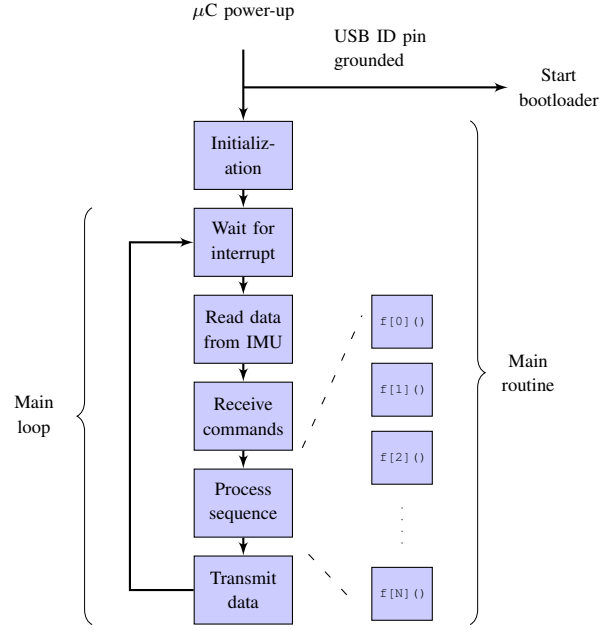 μC power-up
USB ID pin
grounded
Start
bootloader
Initializ-
ation
Wait for
interrupt
Read data
from IMU
f[0]()
Main
routine
Main
loop
Receive
commands
f[1]()
f[2]()
Process
sequence
Transmit
data
f[N]()